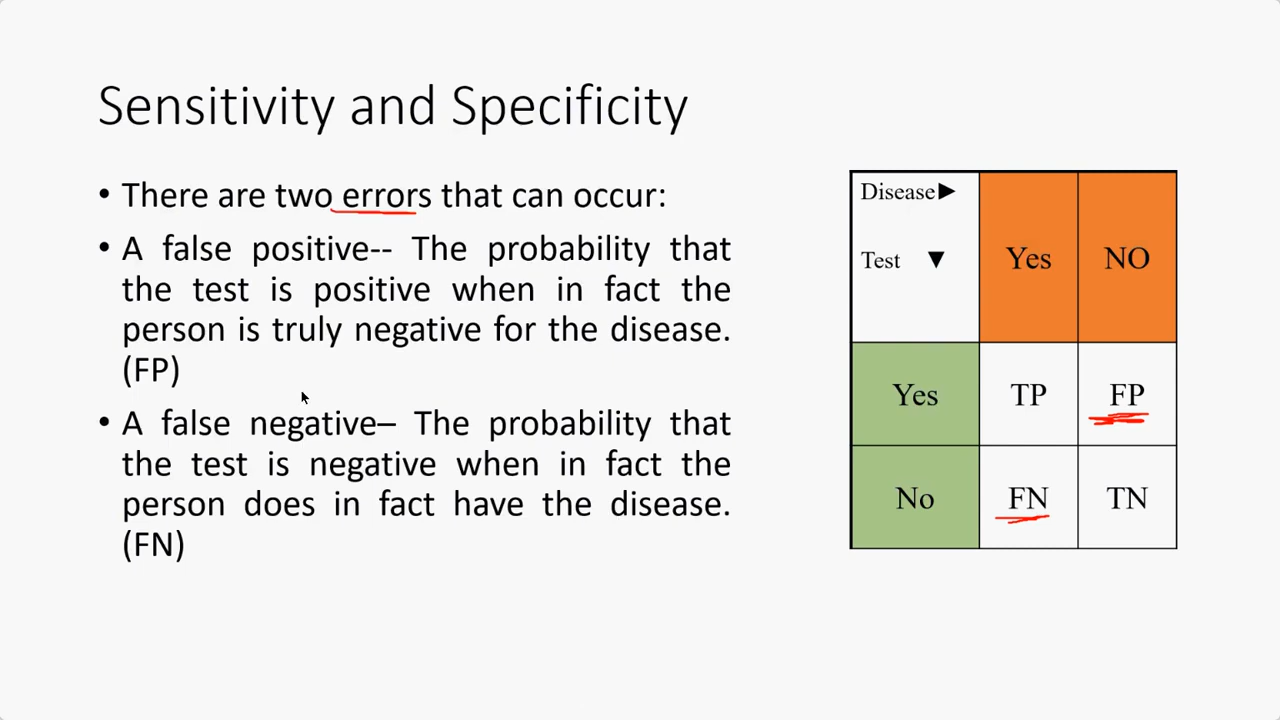 Sensitivity and Specificity
• There are two errors that can occur:
• A false positive-- The probability that
the test is positive when in fact the
person is truly negative for the disease.
(FP)
• A false negative– The probability that
the test is negative when in fact the
person does in fact have the disease.
(FN)
Disease▶
Test ▼
Yes NO
Yes TP FP
No FN TN